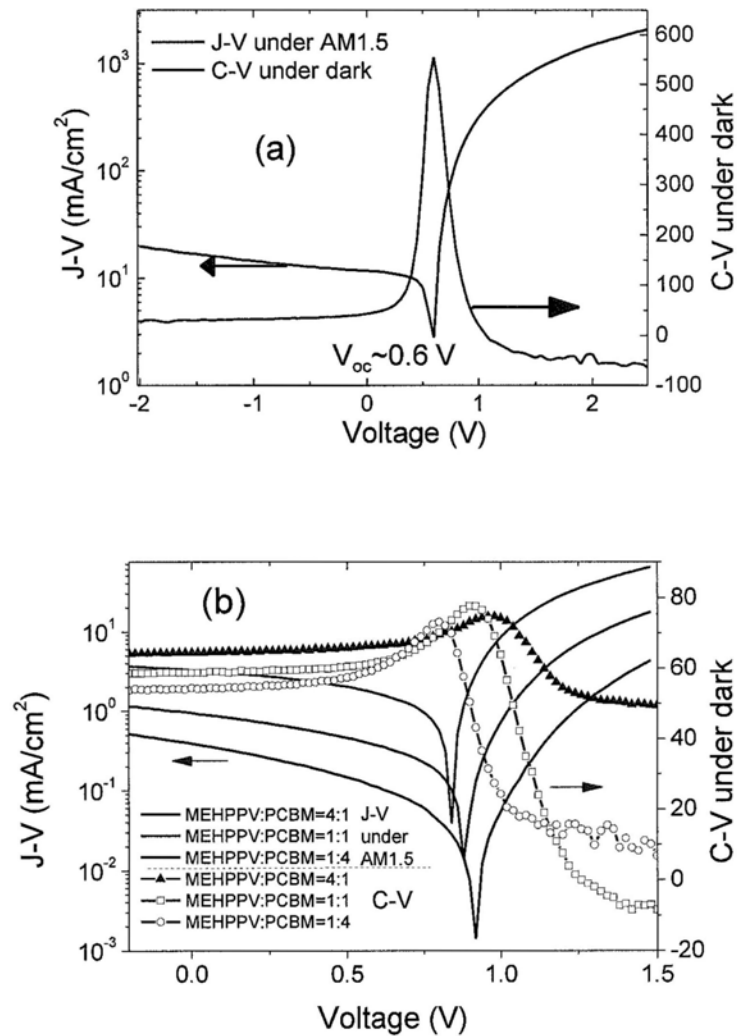 J-V under AM1.5
C-V under dark
(a)
J-V (mA/cm²)
10³
10²
10¹
10⁰
C-V under dark
600
500
400
300
200
100
0
-100
V_oc~0.6 V
-2
-1
0
1
2
Voltage (V)
(b)
J-V (mA/cm²)
10¹
10⁰
10⁻¹
10⁻²
10⁻³
C-V under dark
80
60
40
20
0
-20
MEHPPV:PCBM=4:1 J-V
MEHPPV:PCBM=1:1 under
MEHPPV:PCBM=1:4 AM1.5
MEHPPV:PCBM=4:1
MEHPPV:PCBM=1:1 C-V
MEHPPV:PCBM=1:4
0.0
0.5
1.0
1.5
Voltage (V)